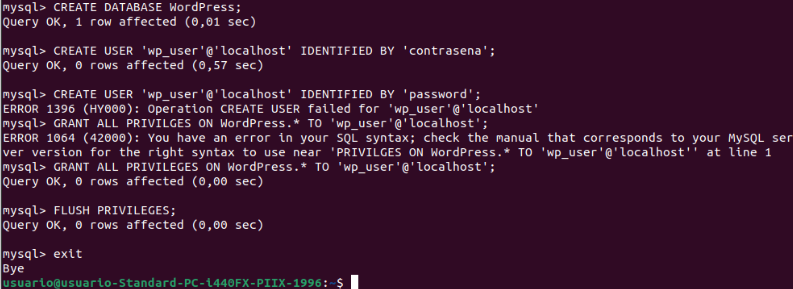 mysql> CREATE DATABASE WordPress;
Query OK, 1 row affected (0,01 sec)
mysql> CREATE USER 'wp_user'@'localhost' IDENTIFIED BY 'contrasena';
Query OK, 0 rows affected (0,57 sec)
mysql> CREATE USER 'wp_user'@'localhost' IDENTIFIED BY 'password';
ERROR 1396 (HY000): Operation CREATE USER failed for 'wp_user'@'localhost'
mysql> GRANT ALL PRIVILGES ON WordPress.* TO 'wp_user'@'localhost';
ERROR 1064 (42000): You have an error in your SQL syntax; check the manual that corresponds to your MySQL ser
ver version for the right syntax to use near 'PRIVILGES ON WordPress.* TO 'wp_user'@'localhost'' at line 1
mysql> GRANT ALL PRIVILEGES ON WordPress.* TO 'wp_user'@'localhost';
Query OK, 0 rows affected (0,00 sec)
mysql> FLUSH PRIVILEGES;
Query OK, 0 rows affected (0,00 sec)
mysql> exit
Bye
usuario@usuario-Standard-PC-i440FX-PIIX-1996:~$